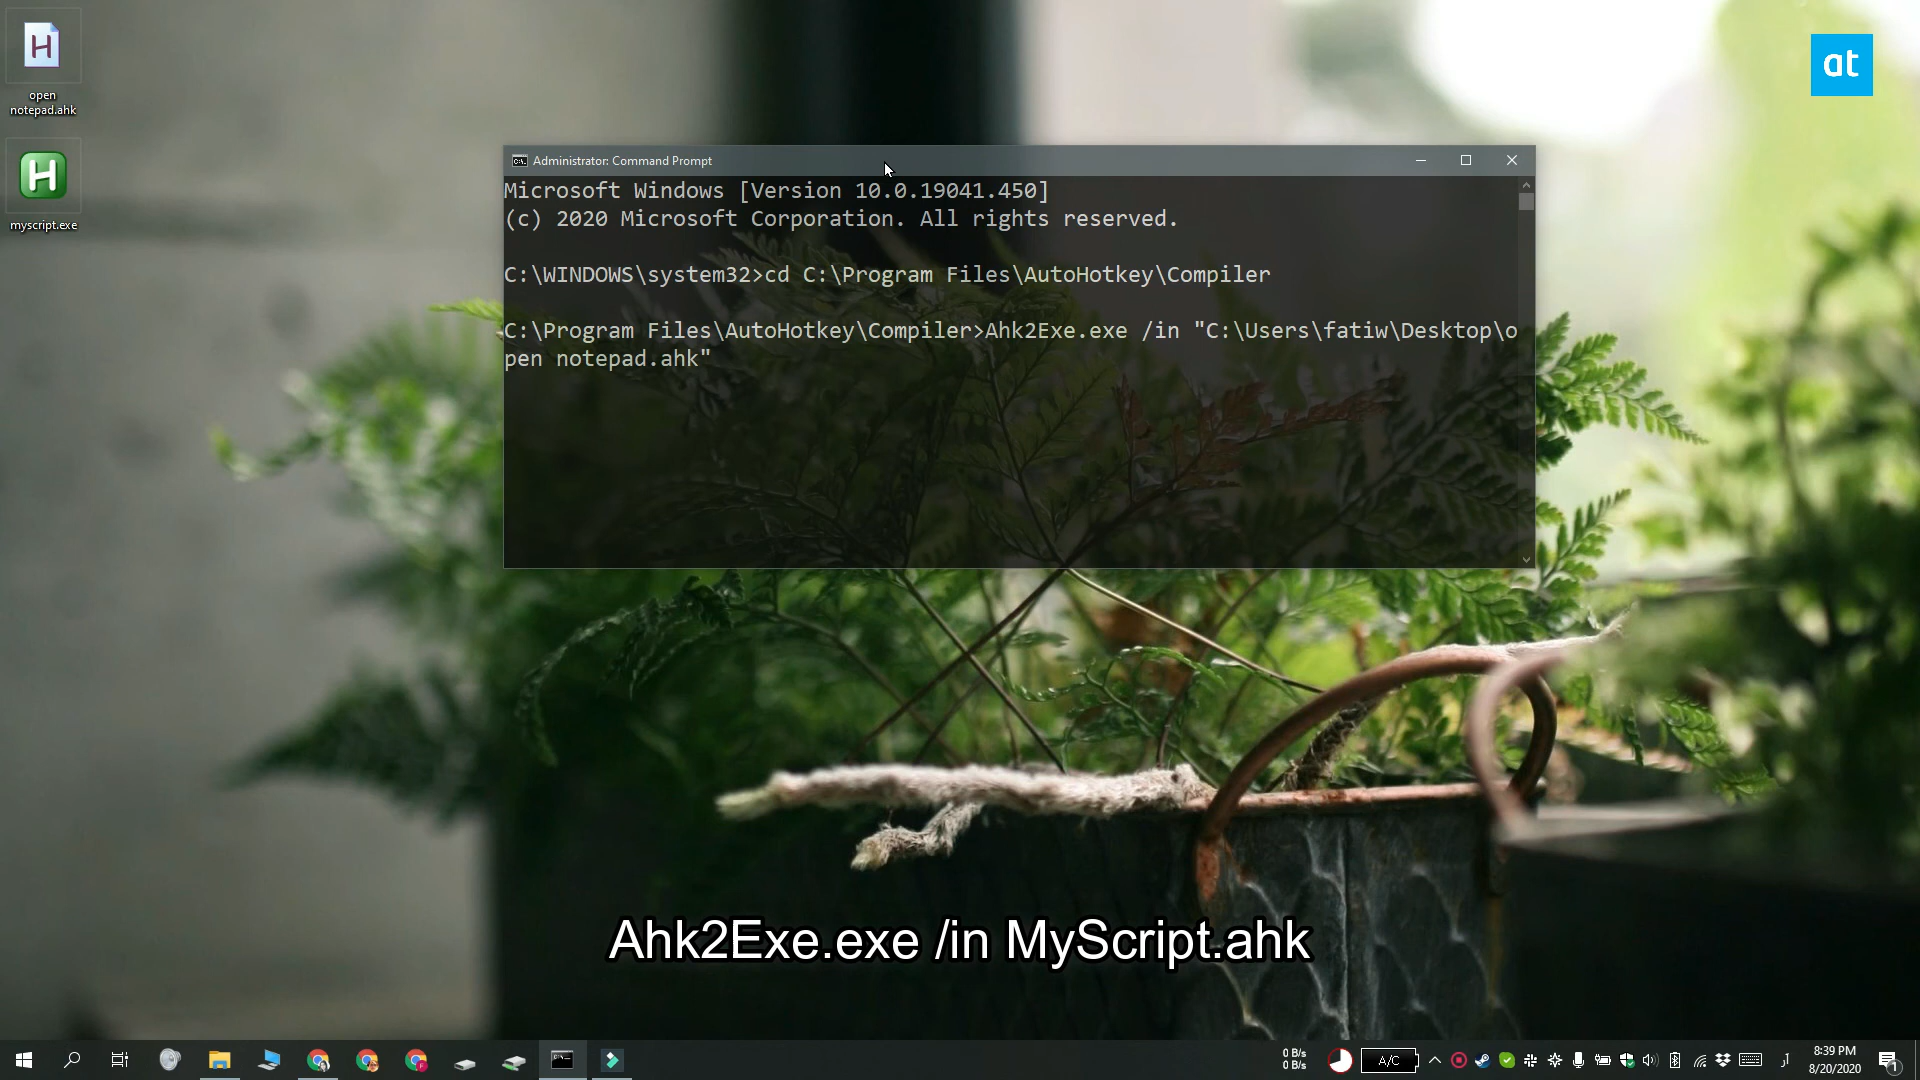 open
notepad.ahk
myscript.exe
at
Administrator: Command Prompt
Microsoft Windows [Version 10.0.19041.450]
(c) 2020 Microsoft Corporation. All rights reserved.
C:\WINDOWS\system32>cd C:\Program Files\AutoHotkey\Compiler
C:\Program Files\AutoHotkey\Compiler>Ahk2Exe.exe /in "C:\Users\fatiw\Desktop\o
pen notepad.ahk"
Ahk2Exe.exe /in MyScript.ahk
0 B/s
0 B/s
A/C
8:39 PM
8/20/2020
1